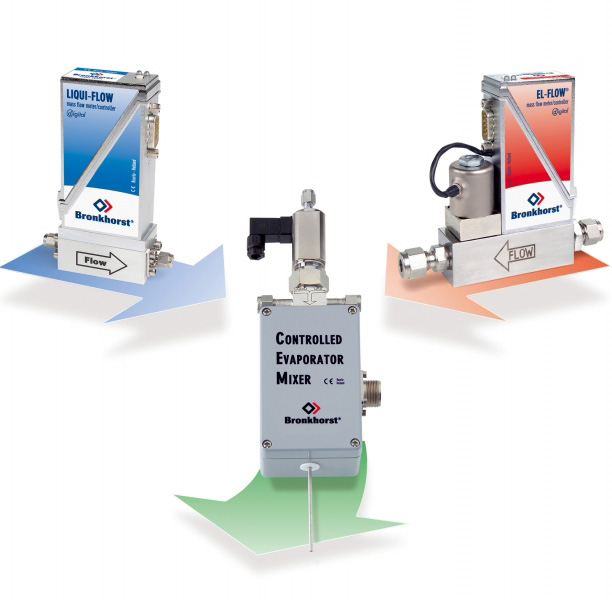 LIQUI-FLOW
mass flow meter/controller
Digital
Bronkhorst®
Flow
EL-FLOW®
mass flow meter/controller
Digital
Bronkhorst®
FLOW
CONTROLLED
EVAPORATOR
MIXER
CE
Bronkhorst®